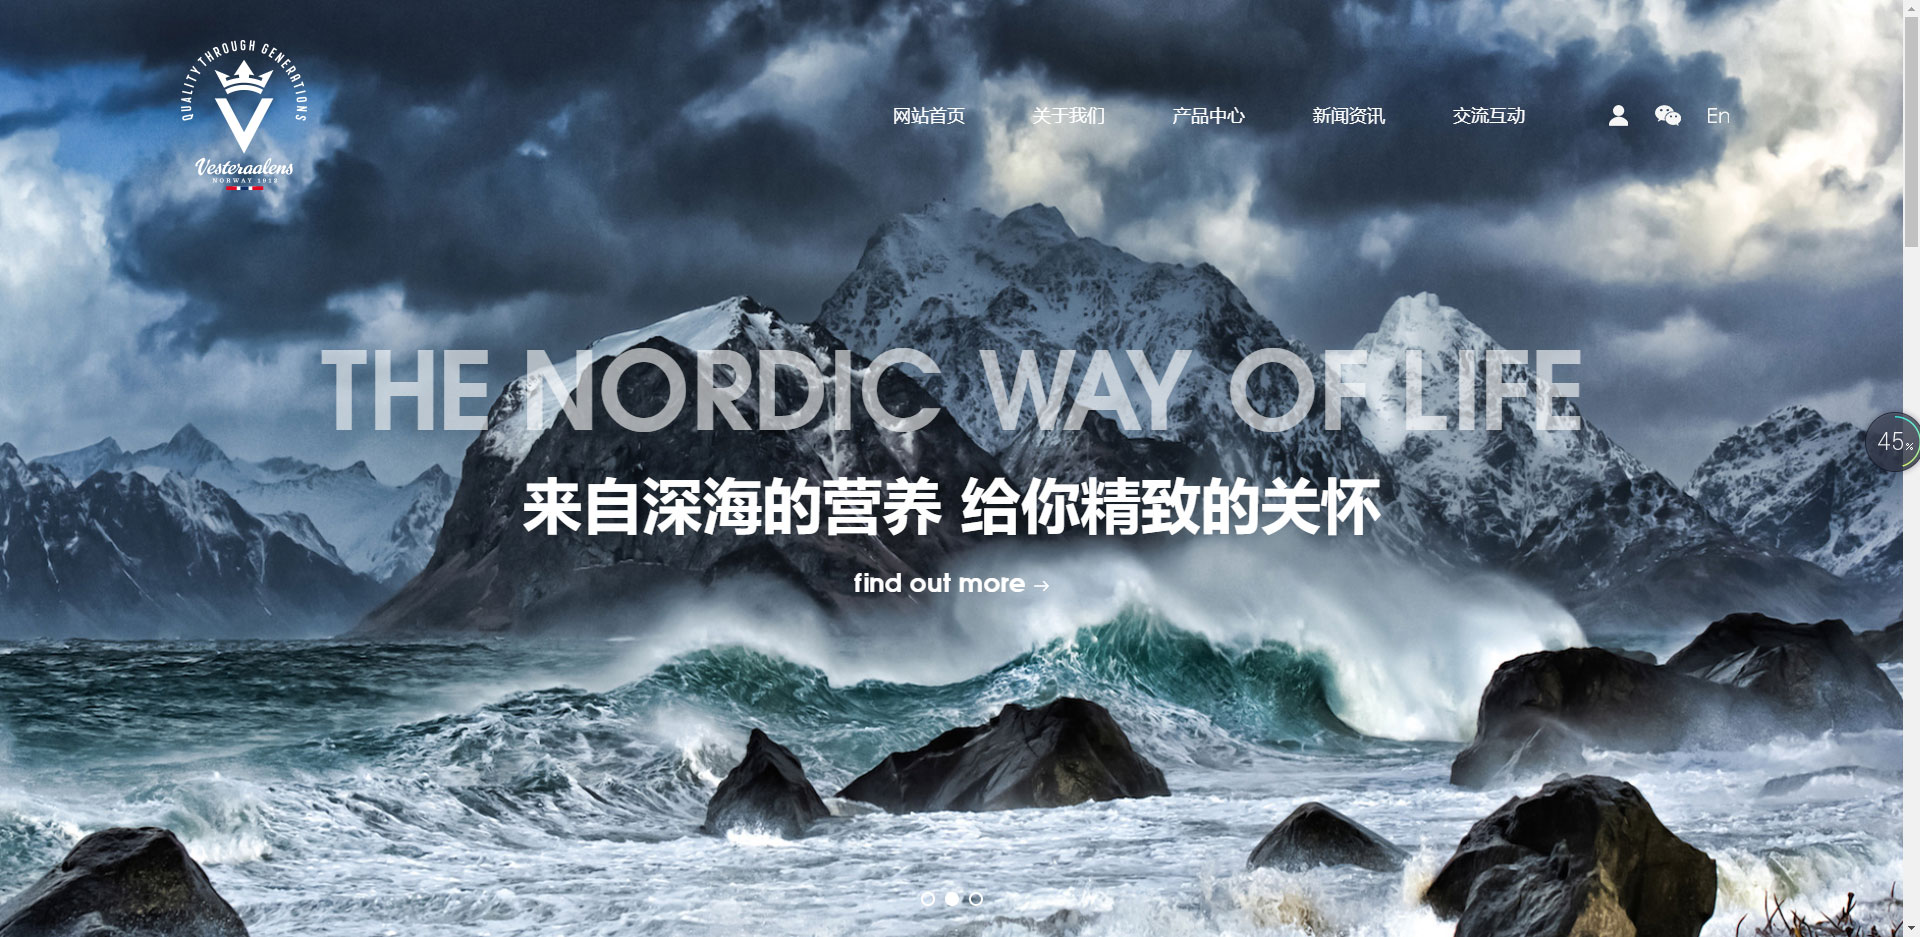 QUALITY THROUGH GENERATIONS
Vesteraalens
NORWAY 1912
网站首页 关于我们 产品中心 新闻资讯 交流互动 En
THE NORDIC WAY OF LIFE
45%
来自深海的营养 给你精致的关怀
find out more →